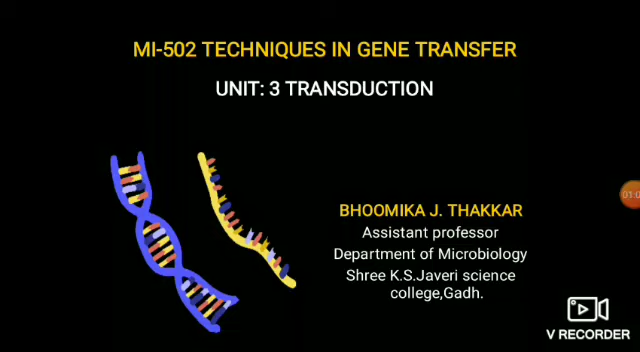 MI-502 TECHNIQUES IN GENE TRANSFER
UNIT: 3 TRANSDUCTION
BHOOMIKA J. THAKKAR
Assistant professor
Department of Microbiology
Shree K.S.Javeri science
college,Gadh.
V RECORDER